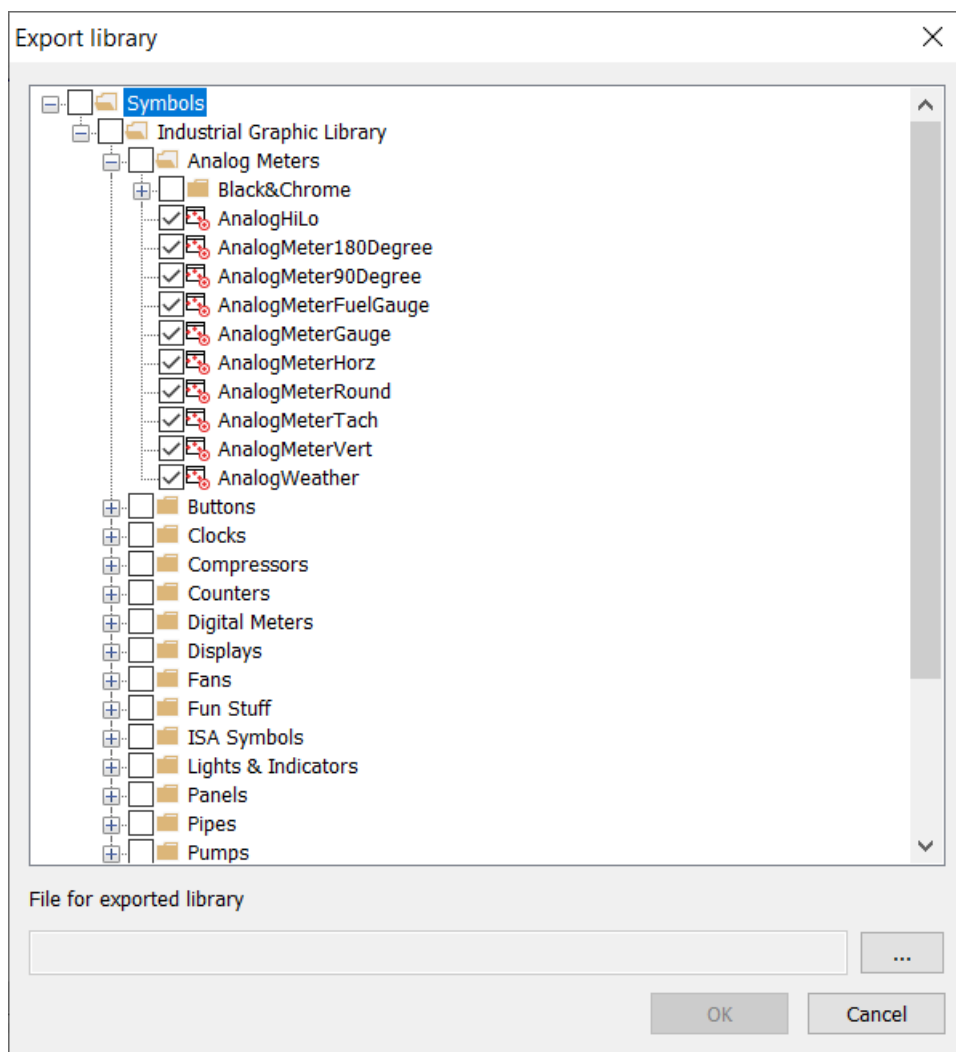 Export library
Symbols
Industrial Graphic Library
Analog Meters
Black&Chrome
AnalogHiLo
AnalogMeter180Degree
AnalogMeter90Degree
AnalogMeterFuelGauge
AnalogMeterGauge
AnalogMeterHorz
AnalogMeterRound
AnalogMeterTach
AnalogMeterVert
AnalogWeather
Buttons
Clocks
Compressors
Counters
Digital Meters
Displays
Fans
Fun Stuff
ISA Symbols
Lights & Indicators
Panels
Pipes
Pumps
File for exported library
...
OK Cancel